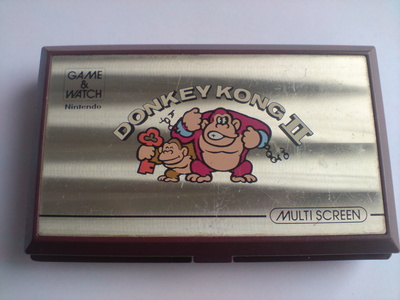 GAME
&
WATCH
Nintendo
DONKEY KONG II
MULTI SCREEN